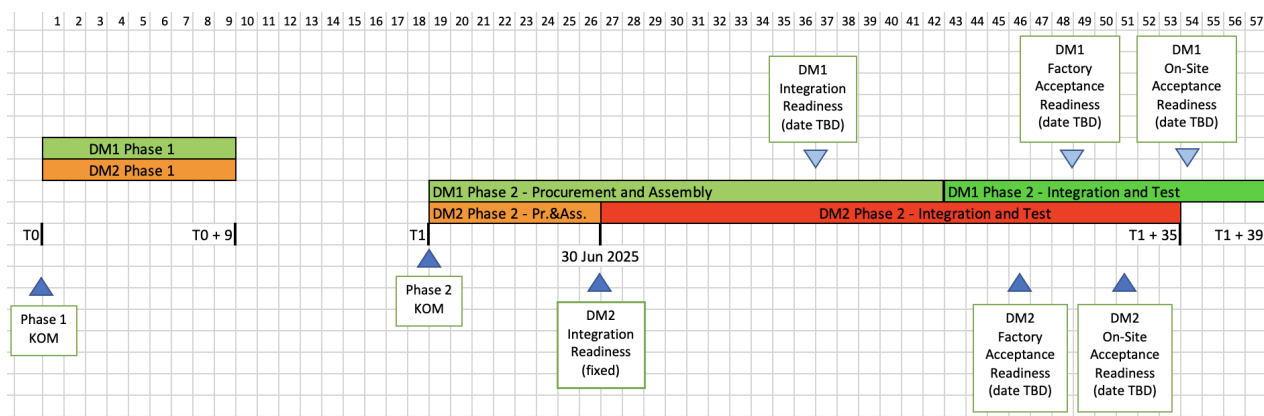 1 2 3 4 5 6 7 8 9 10 11 12 13 14 15 16 17 18 19 20 21 22 23 24 25 26 27 28 29 30 31 32 33 34 35 36 37 38 39 40 41 42 43 44 45 46 47 48 49 50 51 52 53 54 55 56 57
DM1
Integration
Readiness
(date TBD)
DM1
Factory
Acceptance
Readiness
(date TBD)
DM1
On-Site
Acceptance
Readiness
(date TBD)
DM1 Phase 1
DM2 Phase 1
DM1 Phase 2 - Procurement and Assembly
DM1 Phase 2 - Integration and Test
DM2 Phase 2 - Pr.&Ass.
DM2 Phase 2 - Integration and Test
T0
T0 + 9
T1
T1 + 35
T1 + 39
30 Jun 2025
Phase 1
KOM
Phase 2
KOM
DM2
Integration
Readiness
(fixed)
DM2
Factory
Acceptance
Readiness
(date TBD)
DM2
On-Site
Acceptance
Readiness
(date TBD)